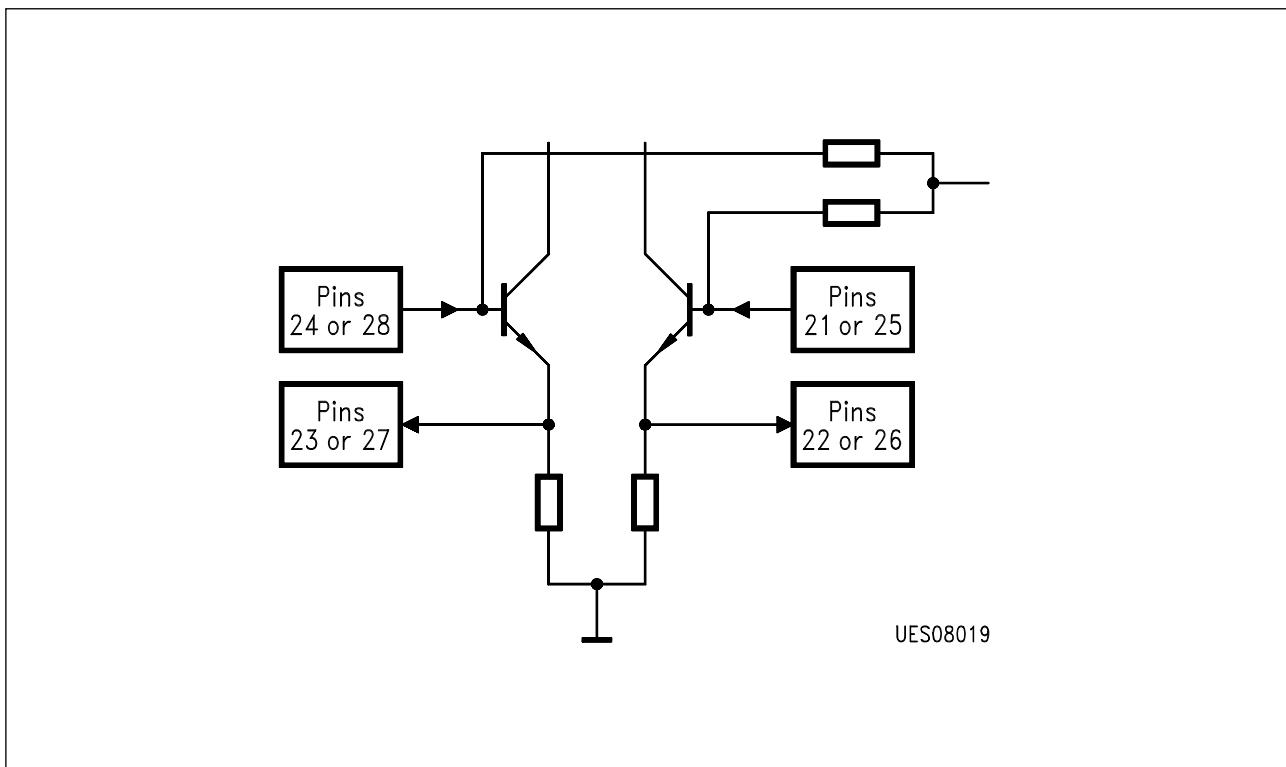 Pins
24 or 28
Pins
21 or 25
Pins
23 or 27
Pins
22 or 26
UES08019